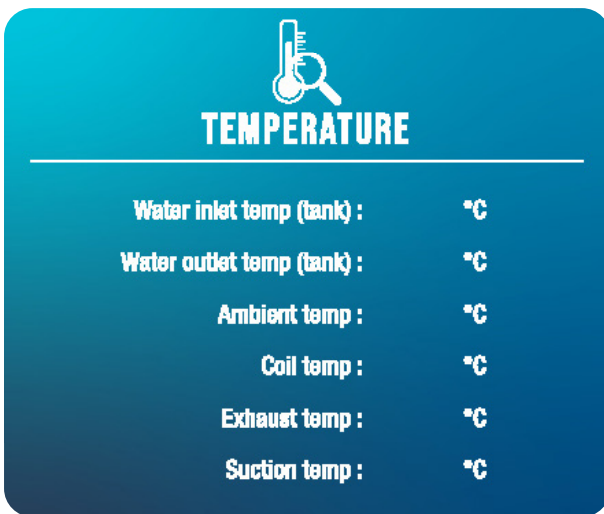 TEMPERATURE
Water inlet temp (tank) : °C
Water outlet temp (tank) : °C
Ambient temp : °C
Coil temp : °C
Exhaust temp : °C
Suction temp : °C